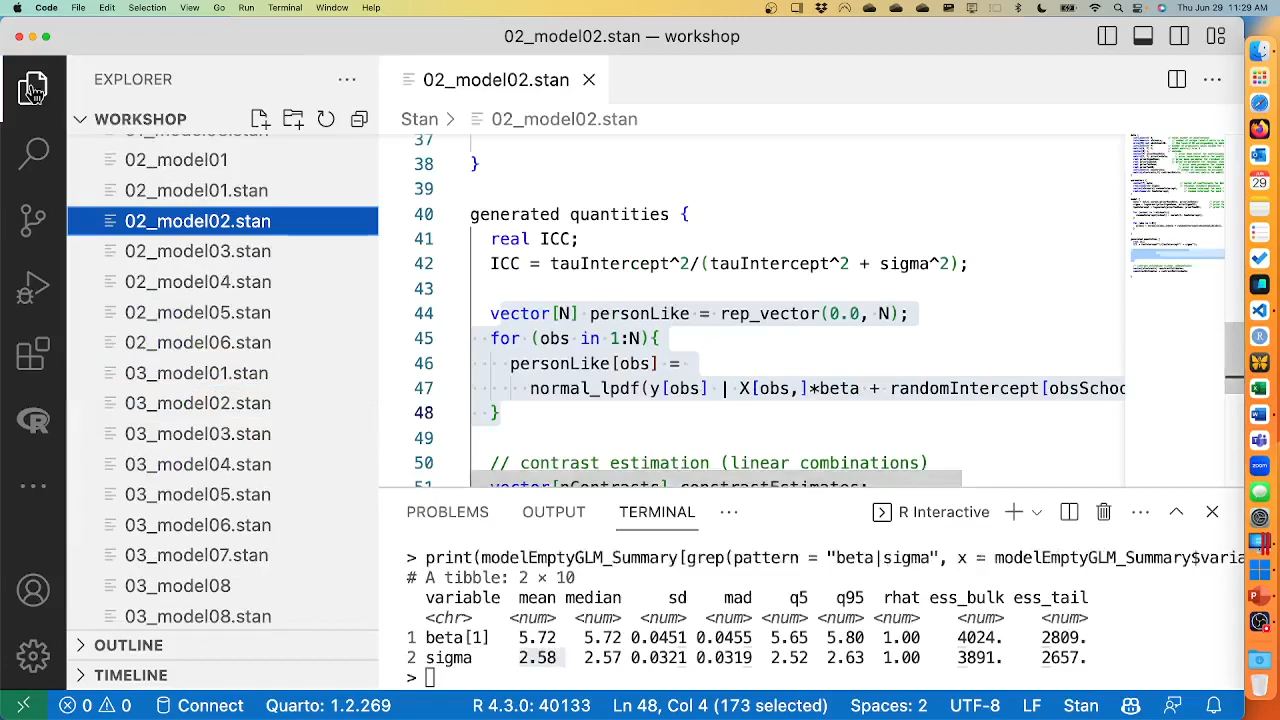 Code File Edit Selection View Go Run Terminal Window Help Thu Jun 29 11:29 AM
02_model02.stan — workshop
EXPLORER
02_model02.stan
WORKSHOP
Stan > 02_model02.stan
02_model01
02_model01.stan
02_model02.stan
02_model03.stan
02_model04.stan
02_model05.stan
02_model06.stan
03_model01.stan
03_model02.stan
03_model03.stan
03_model04.stan
03_model05.stan
03_model06.stan
03_model07.stan
03_model08
03_model08.stan
OUTLINE
TIMELINE
37
38 }
39
40 generated quantities {
41 real ICC;
42 ICC = tauIntercept^2/(tauIntercept^2 + sigma^2);
43
44 vector[N] personLike = rep_vector(0.0, N);
45 for (obs in 1:N){
46 personLike[obs] =
47 normal_lpdf(y[obs] | X[obs,]*beta + randomIntercept[obsSchoo
48 }
49
50 // contrast estimation (linear combinations)
51 vector[nContrasts] constrastEstimates;
PROBLEMS OUTPUT TERMINAL R Interactive
> print(modelEmptyGLM_Summary[grep(pattern = "beta|sigma", x = modelEmptyGLM_Summary$varia
# A tibble: 2 × 10
variable mean median sd mad q5 q95 rhat ess_bulk ess_tail
<chr> <num> <num> <num> <num> <num> <num> <num> <num> <num>
1 beta[1] 5.72 5.72 0.0451 0.0455 5.65 5.80 1.00 4024. 2809.
2 sigma 2.58 2.57 0.0321 0.0319 2.52 2.63 1.00 3891. 2657.
>
0 0 Connect Quarto: 1.2.269 R 4.3.0: 40133 Ln 48, Col 4 (173 selected) Spaces: 2 UTF-8 LF Stan